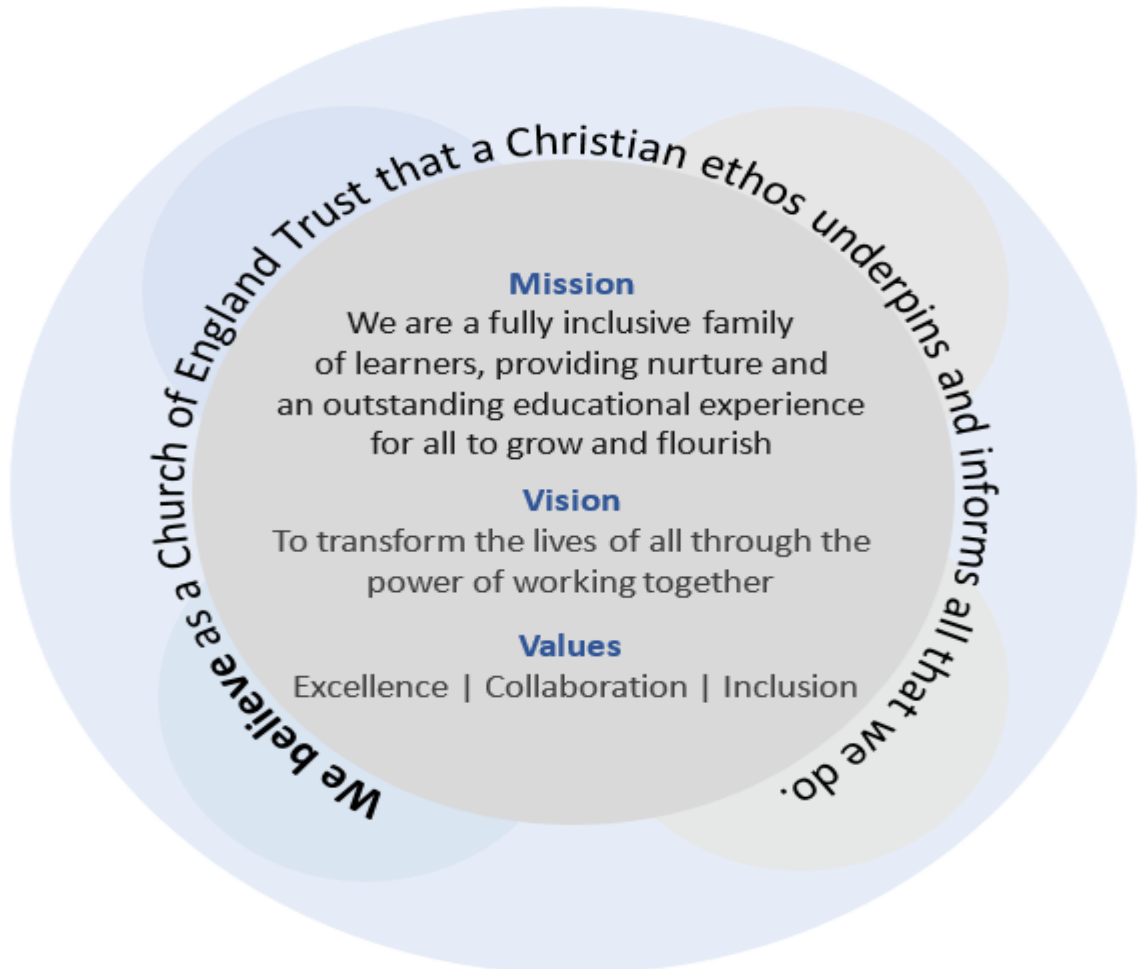 We believe as a Church of England Trust that a Christian ethos underpins and informs all that we do.
Mission
We are a fully inclusive family
of learners, providing nurture and
an outstanding educational experience
for all to grow and flourish
Vision
To transform the lives of all through the
power of working together
Values
Excellence | Collaboration | Inclusion